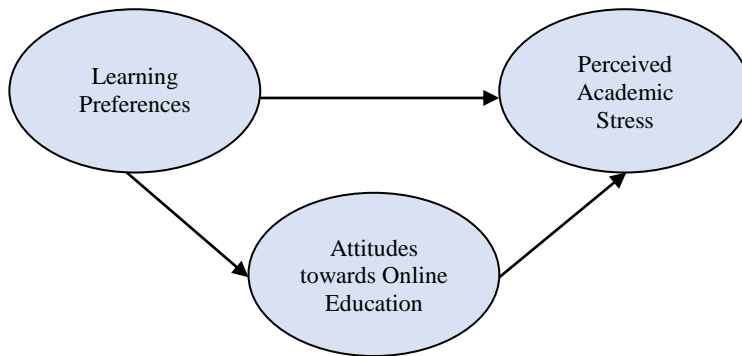 Learning
Preferences
Perceived
Academic
Stress
Attitudes
towards Online
Education